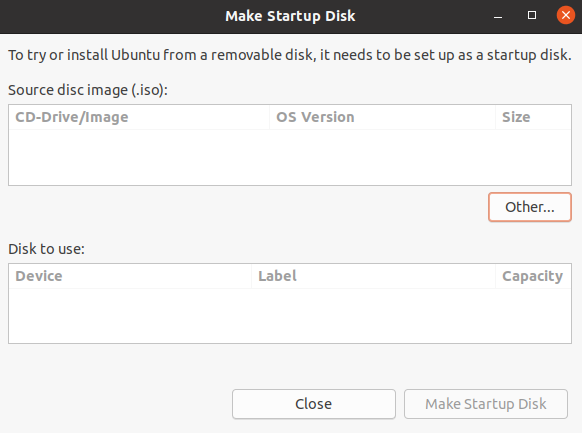 Make Startup Disk
To try or install Ubuntu from a removable disk, it needs to be set up as a startup disk.
Source disc image (.iso):
CD-Drive/Image OS Version Size
Other...
Disk to use:
Device Label Capacity
Close Make Startup Disk